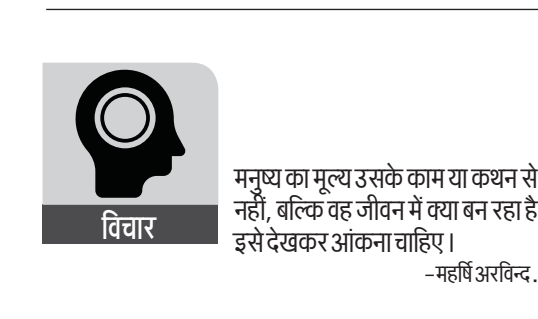 विचार
मनुष्य का मूल्य उसके काम या कथन से
नहीं, बल्कि वह जीवन में क्या बन रहा है
इसे देखकर आंकना चाहिए ।
-महर्षि अरविन्द .